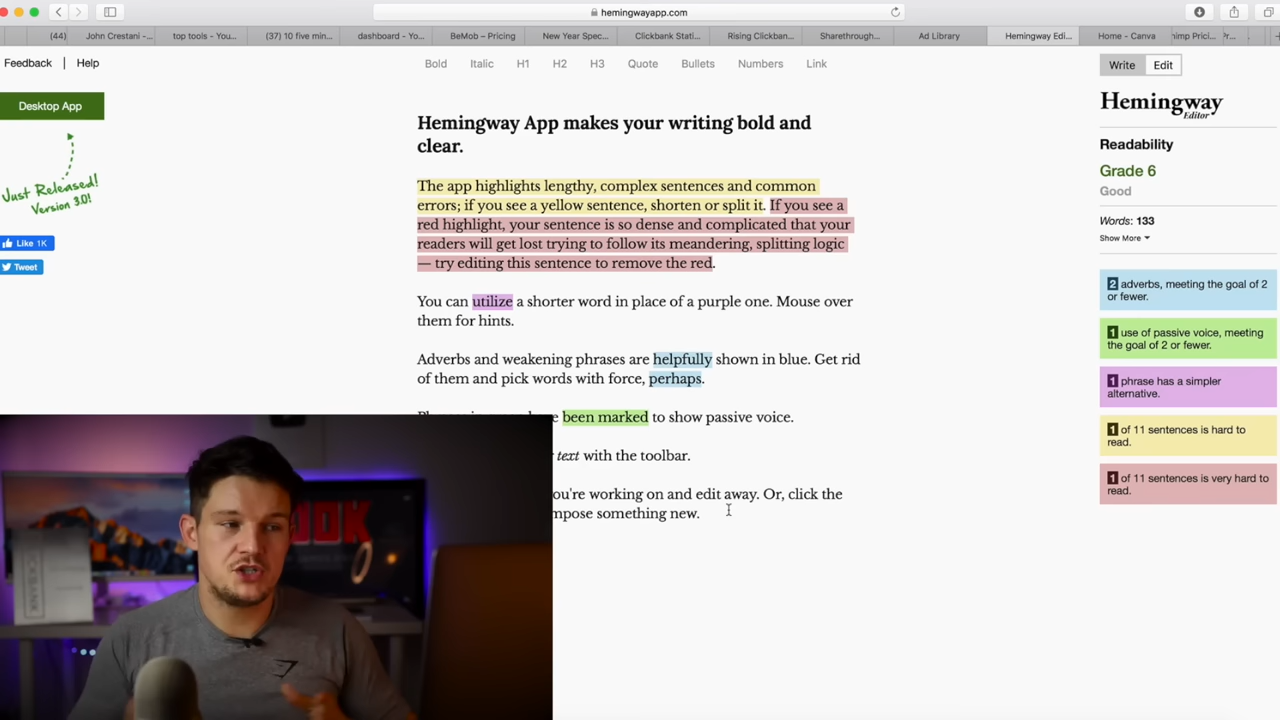 hemingwayapp.com
(44)
John Crestani -...
top tools - You...
(37) 10 five min...
dashboard - Yo...
BeMob – Pricing
New Year Spec...
Clickbank Stati...
Rising Clickban...
Sharethrough...
Ad Library
Hemingway Edi...
Home - Canva
himp Pricí...
Pr...
Feedback | Help
Bold Italic H1 H2 H3 Quote Bullets Numbers Link
Write Edit
Desktop App
Just Released!
Version 3.0!
Like 1K
Tweet
Hemingway App makes your writing bold and
clear.
The app highlights lengthy, complex sentences and common
errors; if you see a yellow sentence, shorten or split it. If you see a
red highlight, your sentence is so dense and complicated that your
readers will get lost trying to follow its meandering, splitting logic
— try editing this sentence to remove the red.
You can utilize a shorter word in place of a purple one. Mouse over
them for hints.
Adverbs and weakening phrases are helpfully shown in blue. Get rid
of them and pick words with force, perhaps.
been marked to show passive voice.
text with the toolbar.
ou're working on and edit away. Or, click the
mpose something new.
Hemingway
Editor
Readability
Grade 6
Good
Words: 133
Show More
2 adverbs, meeting the goal of 2
or fewer.
1 use of passive voice, meeting
the goal of 2 or fewer.
1 phrase has a simpler
alternative.
1 of 11 sentences is hard to
read.
1 of 11 sentences is very hard to
read.